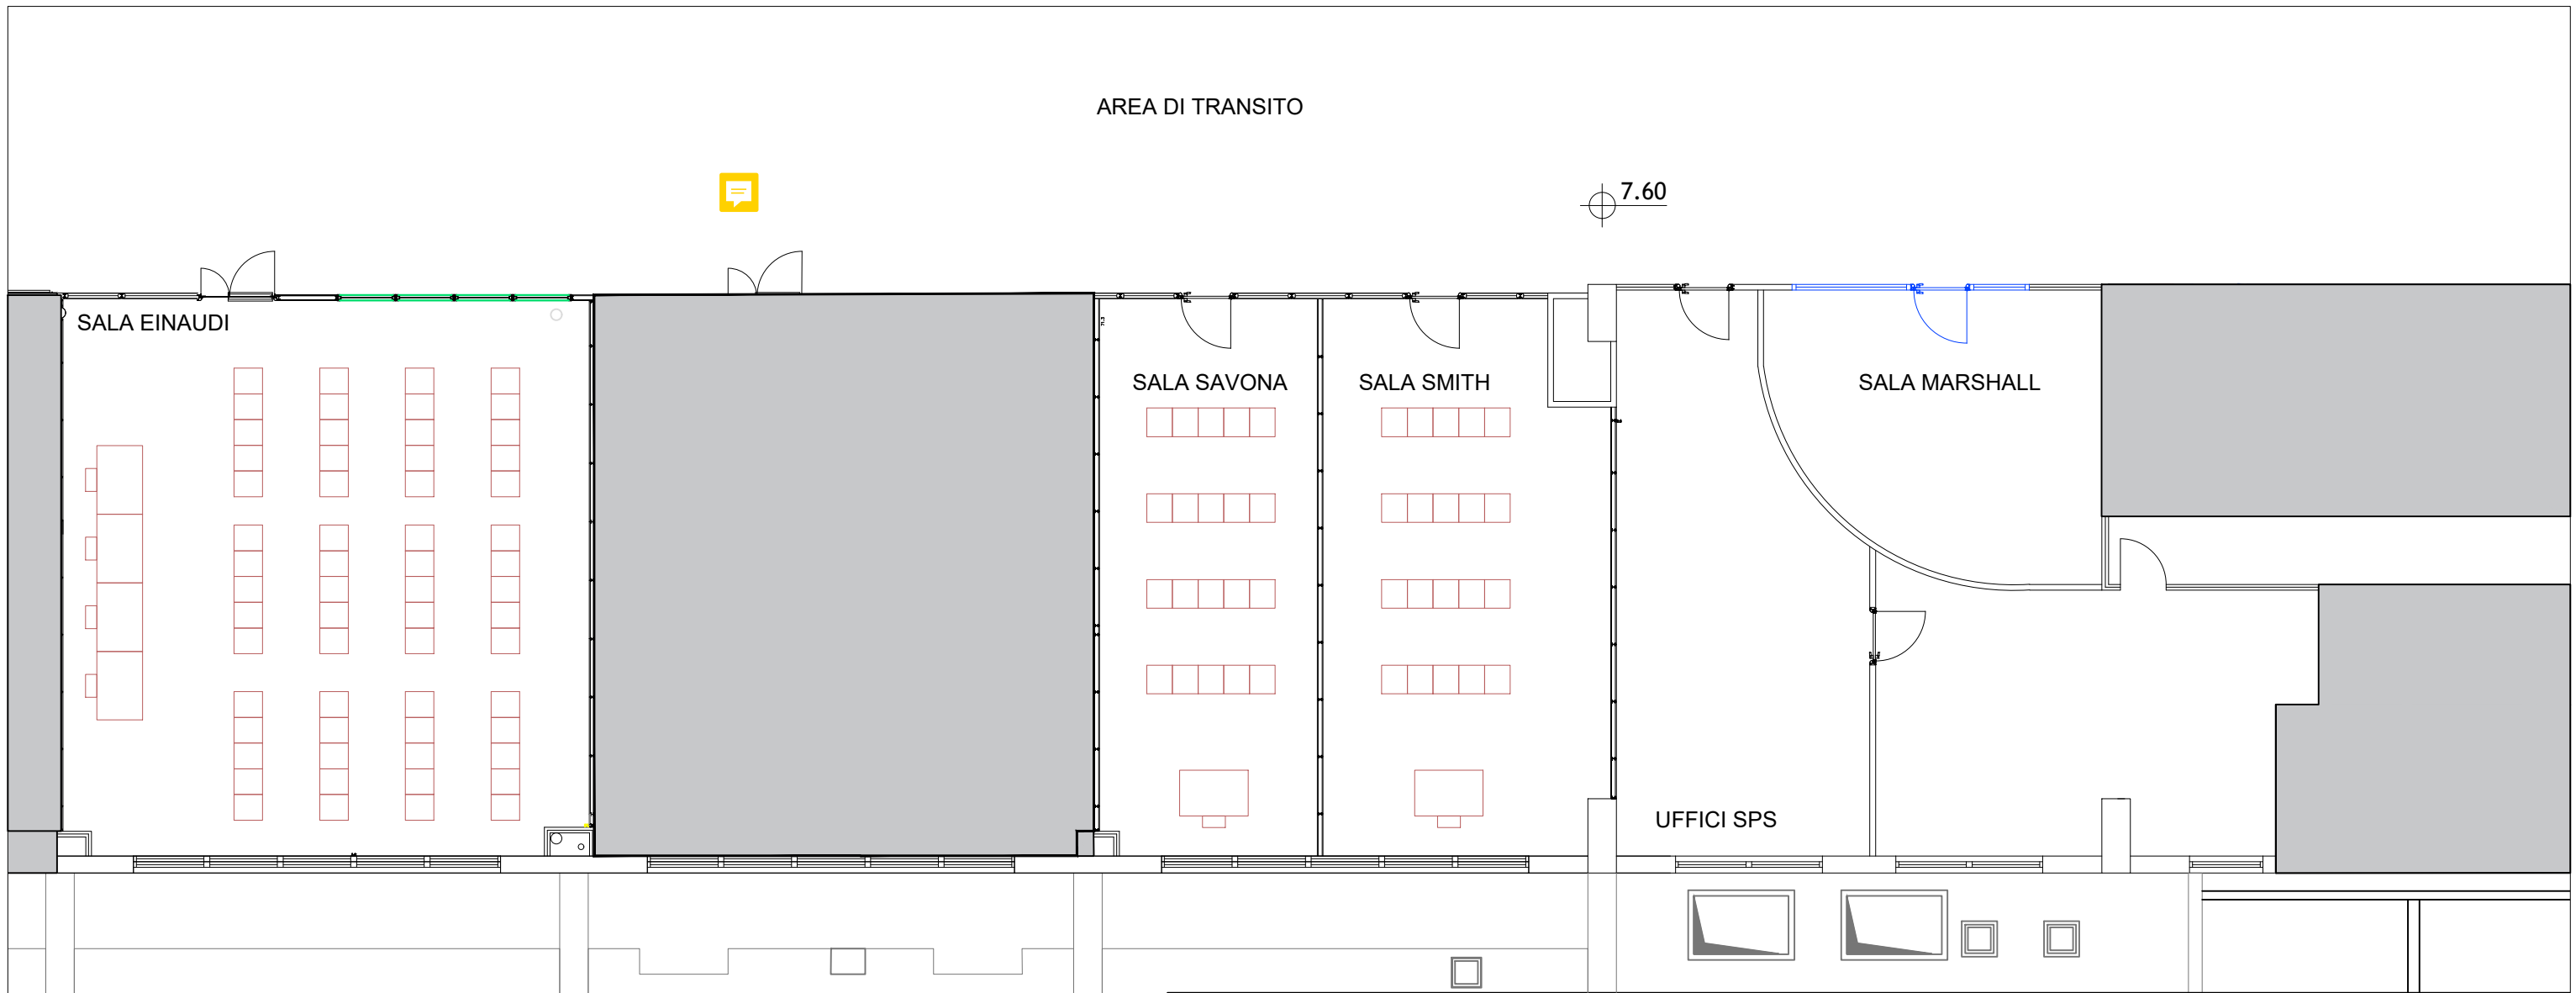 AREA DI TRANSITO
7.60
SALA EINAUDI
SALA SAVONA
SALA SMITH
SALA MARSHALL
UFFICI SPS